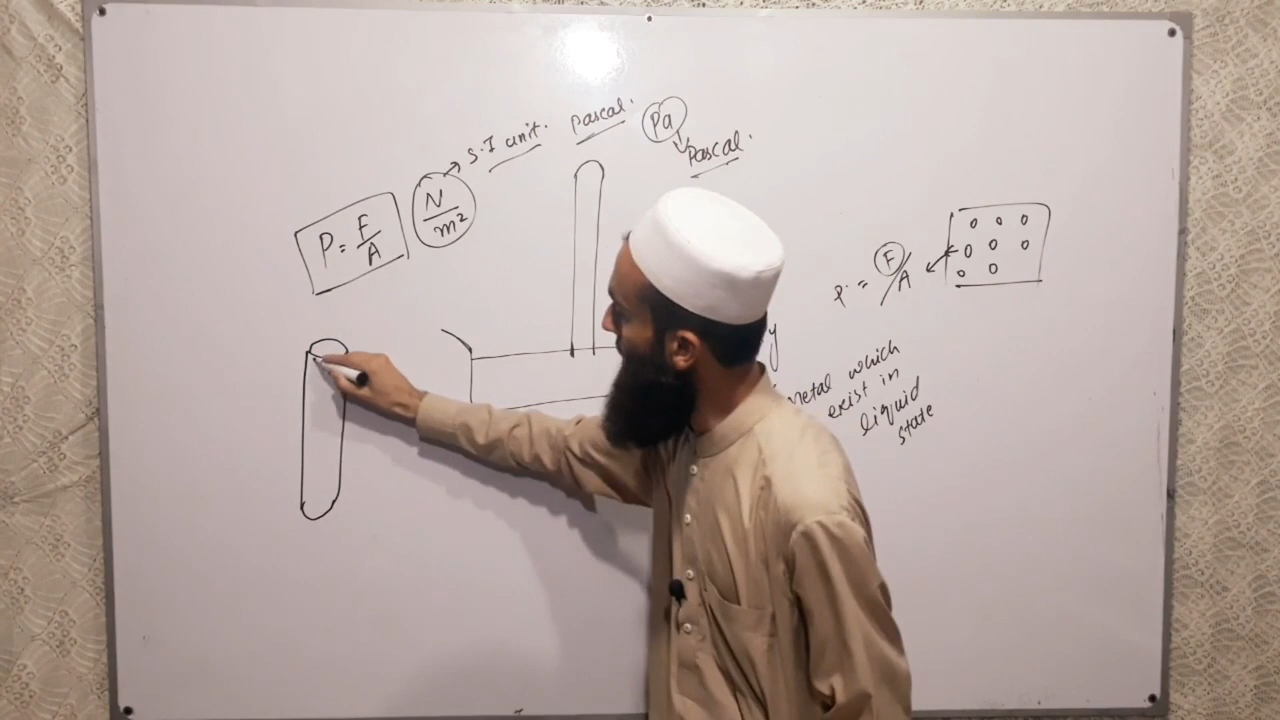 P = F/A
N/m²
→ S.I unit. Pascal. Pa
Pascal.
P. = F/A
y
Metal which
exist in
liquid
state